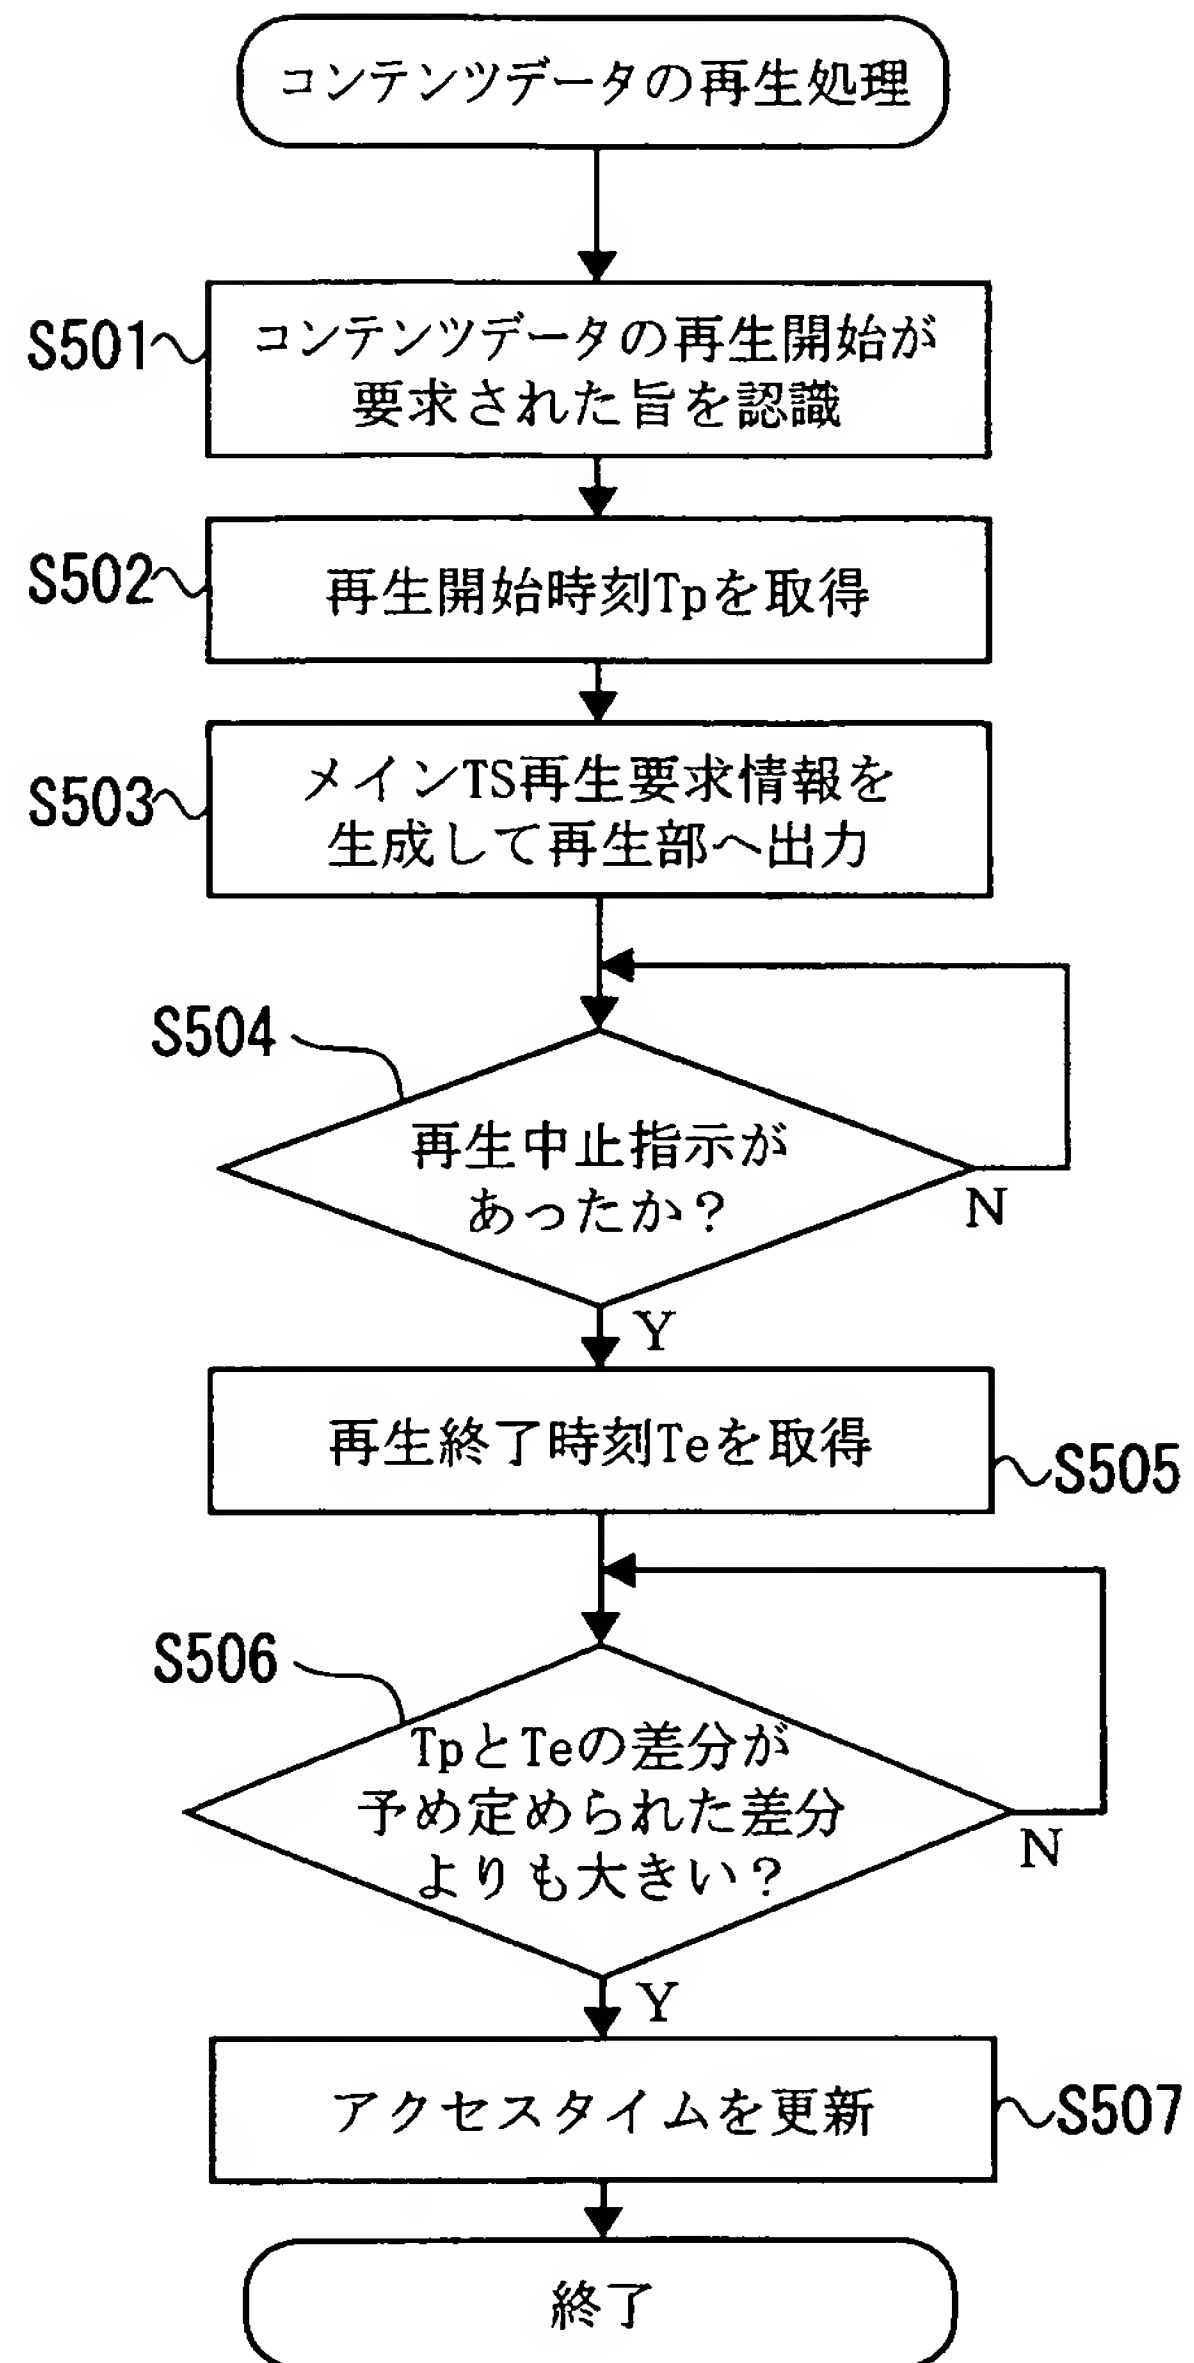 コンテンツデータの再生処理
S501
コンテンツデータの再生開始が
要求された旨を認識
S502
再生開始時刻Tpを取得
S503
メインTS再生要求情報を
生成して再生部へ出力
S504
再生中止指示が
あったか？
N
Y
再生終了時刻Teを取得
S505
S506
TpとTeの差分が
予め定められた差分
よりも大きい？
N
Y
アクセスタイムを更新
S507
終了